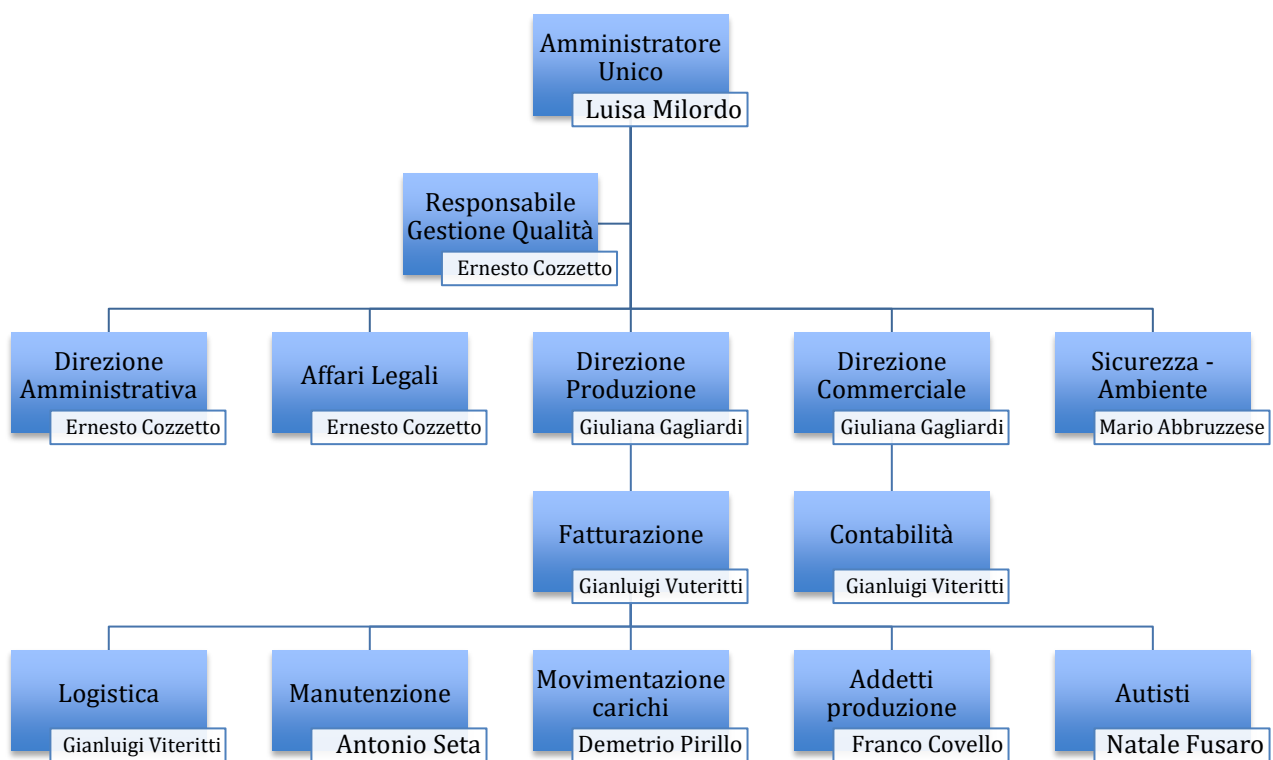 Amministratore
Unico
Luisa Milordo
Responsabile
Gestione Qualità
Ernesto Cozzetto
Direzione
Amministrativa
Ernesto Cozzetto
Affari Legali
Ernesto Cozzetto
Direzione
Produzione
Giuliana Gagliardi
Direzione
Commerciale
Giuliana Gagliardi
Sicurezza -
Ambiente
Mario Abbruzzese
Fatturazione
Gianluigi Vuteritti
Contabilità
Gianluigi Viteritti
Logistica
Gianluigi Viteritti
Manutenzione
Antonio Seta
Movimentazione
carichi
Demetrio Pirillo
Addetti
produzione
Franco Covello
Autisti
Natale Fusaro